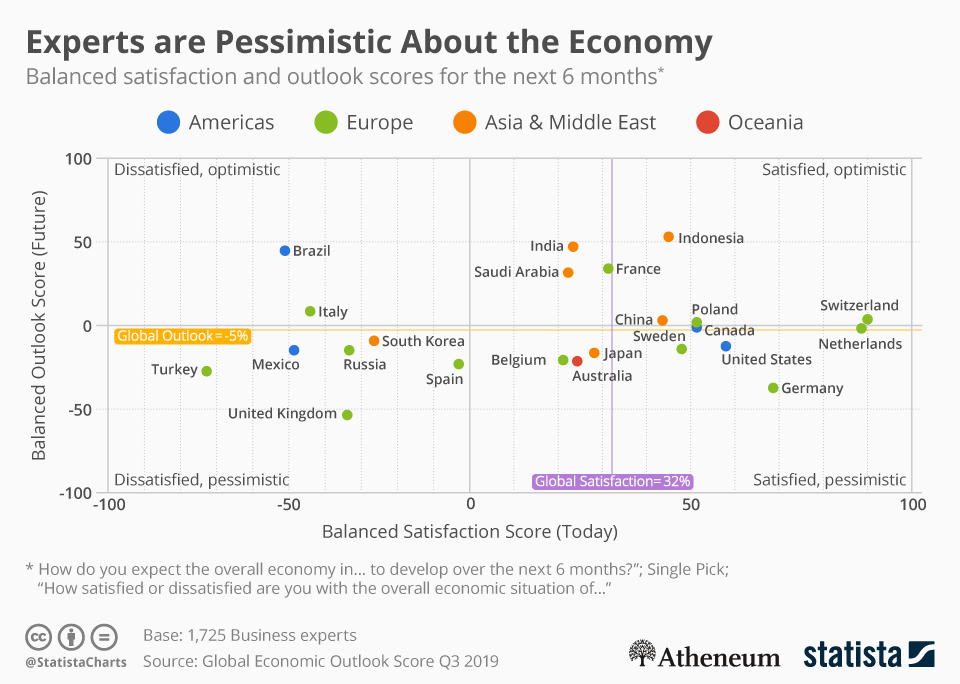 Experts are Pessimistic About the Economy
Balanced satisfaction and outlook scores for the next 6 months*
Americas
Europe
Asia & Middle East
Oceania
100
Dissatisfied, optimistic
Satisfied, optimistic
Balanced Outlook Score (Future)
50
0
-50
-100
Brazil
India
Indonesia
Saudi Arabia
France
Italy
Global Outlook= -5%
China
Poland
Switzerland
Canada
Sweden
Netherlands
South Korea
Mexico
Russia
Japan
United States
Turkey
Spain
Belgium
Australia
Germany
United Kingdom
Dissatisfied, pessimistic
Global Satisfaction= 32%
Satisfied, pessimistic
-100
-50
0
50
100
Balanced Satisfaction Score (Today)
* How do you expect the overall economy in... to develop over the next 6 months?”; Single Pick;
“How satisfied or dissatisfied are you with the overall economic situation of...”
cc
@StatistaCharts
Base: 1,725 Business experts
Source: Global Economic Outlook Score Q3 2019
Atheneum
statista